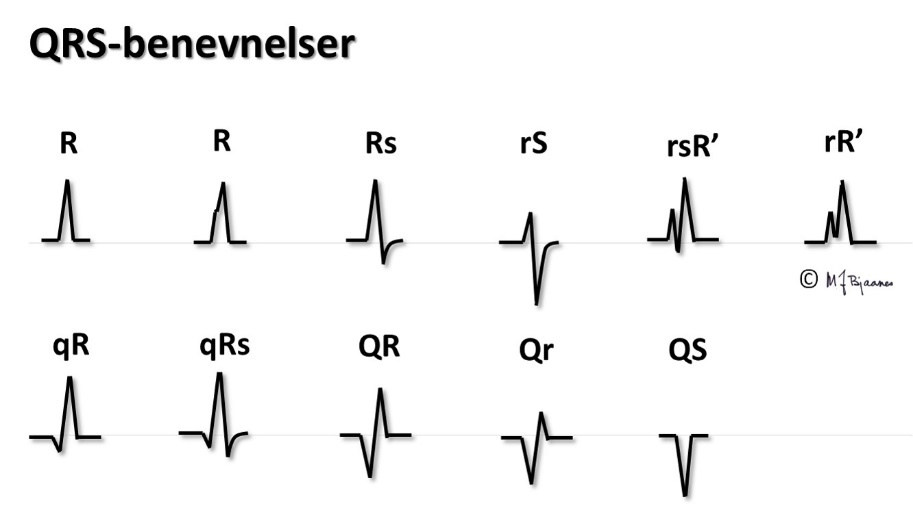 QRS-benevnelser
R R Rs rS rsR’ rR’
© MJ Bjaanes
qR qRs QR Qr QS